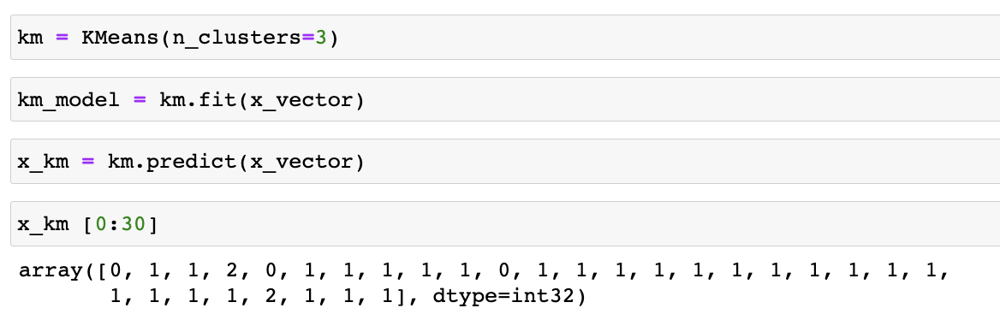 km = KMeans(n_clusters=3)
km_model = km.fit(x_vector)
x_km = km.predict(x_vector)
x_km [0:30]
array([0, 1, 1, 2, 0, 1, 1, 1, 1, 1, 0, 1, 1, 1, 1, 1, 1, 1, 1, 1, 1, 1,
       1, 1, 1, 1, 2, 1, 1, 1], dtype=int32)